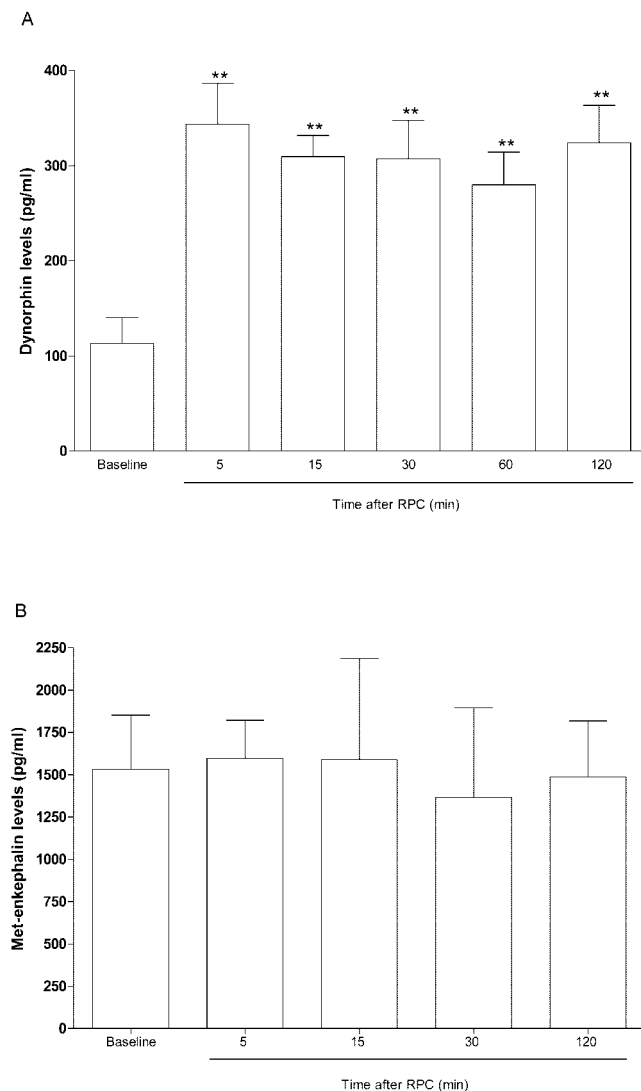 A
Dynorphin levels (pg/ml)
400
300
200
100
0
** ** ** ** **
Baseline 5 15 30 60 120
Time after RPC (min)
B
Met-enkephalin levels (pg/ml)
2250
2000
1750
1500
1250
1000
750
500
250
0
Baseline 5 15 30 120
Time after RPC (min)